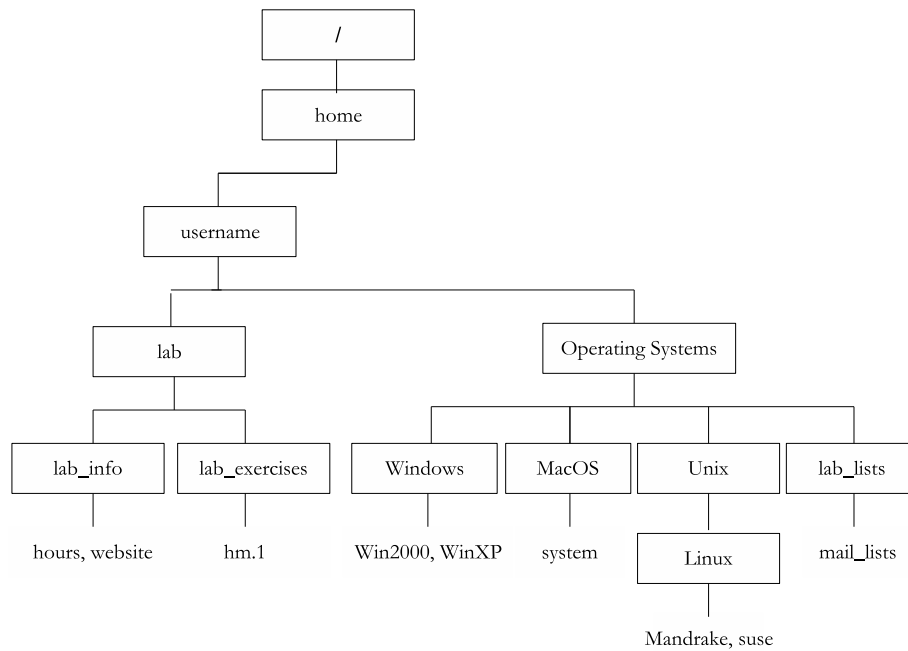 /
home
username
lab
Operating Systems
lab_info
lab_exercises
Windows
MacOS
Unix
lab_lists
hours, website
hm.1
Win2000, WinXP
system
Linux
mail_lists
Mandrake, suse